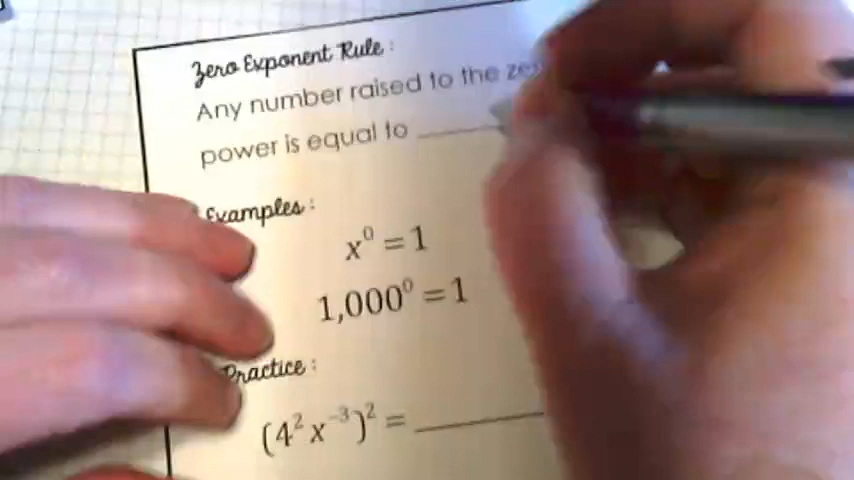 Zero Exponent Rule :
Any number raised to the
power is equal to
Examples :
x⁰ = 1
1,000⁰ = 1
Practice :
(4² x⁻³)² =